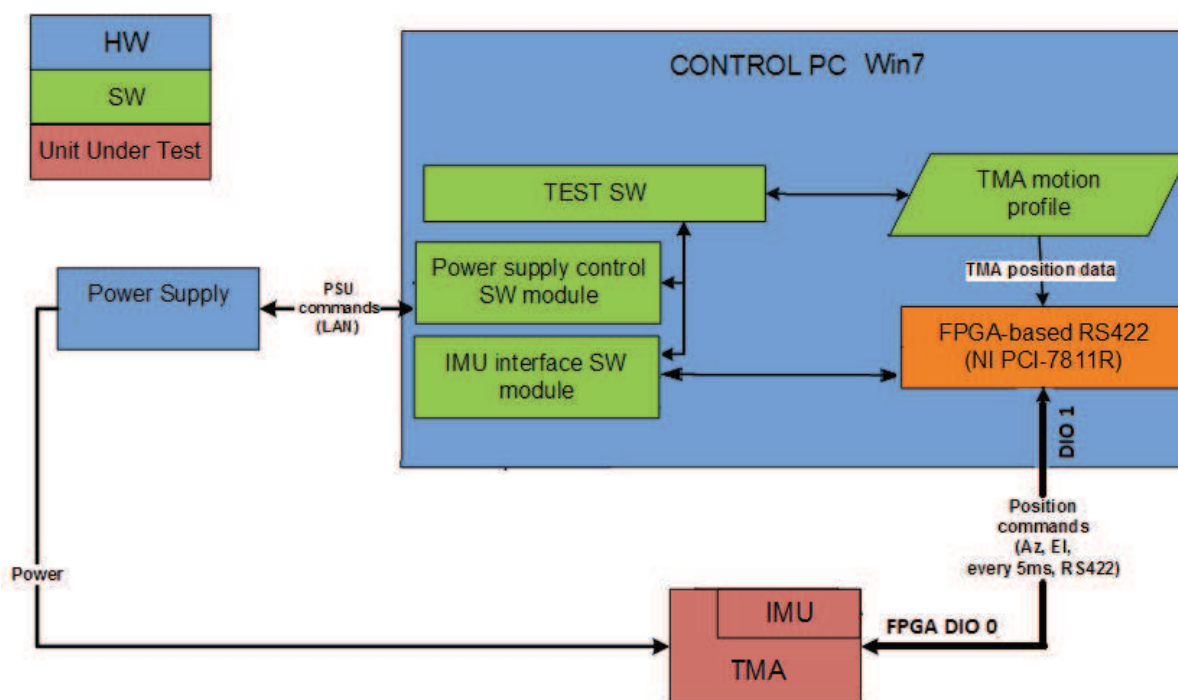 HW
SW
Unit Under Test
CONTROL PC Win7
TEST SW
TMA motion
profile
Power supply control
SW module
TMA position data
Power Supply
PSU
commands
(LAN)
IMU interface SW
module
FPGA-based RS422
(NI PCI-7811R)
DIO 1
Position
commands
(Az, El,
every 5ms, RS422)
Power
IMU
FPGA DIO 0
TMA